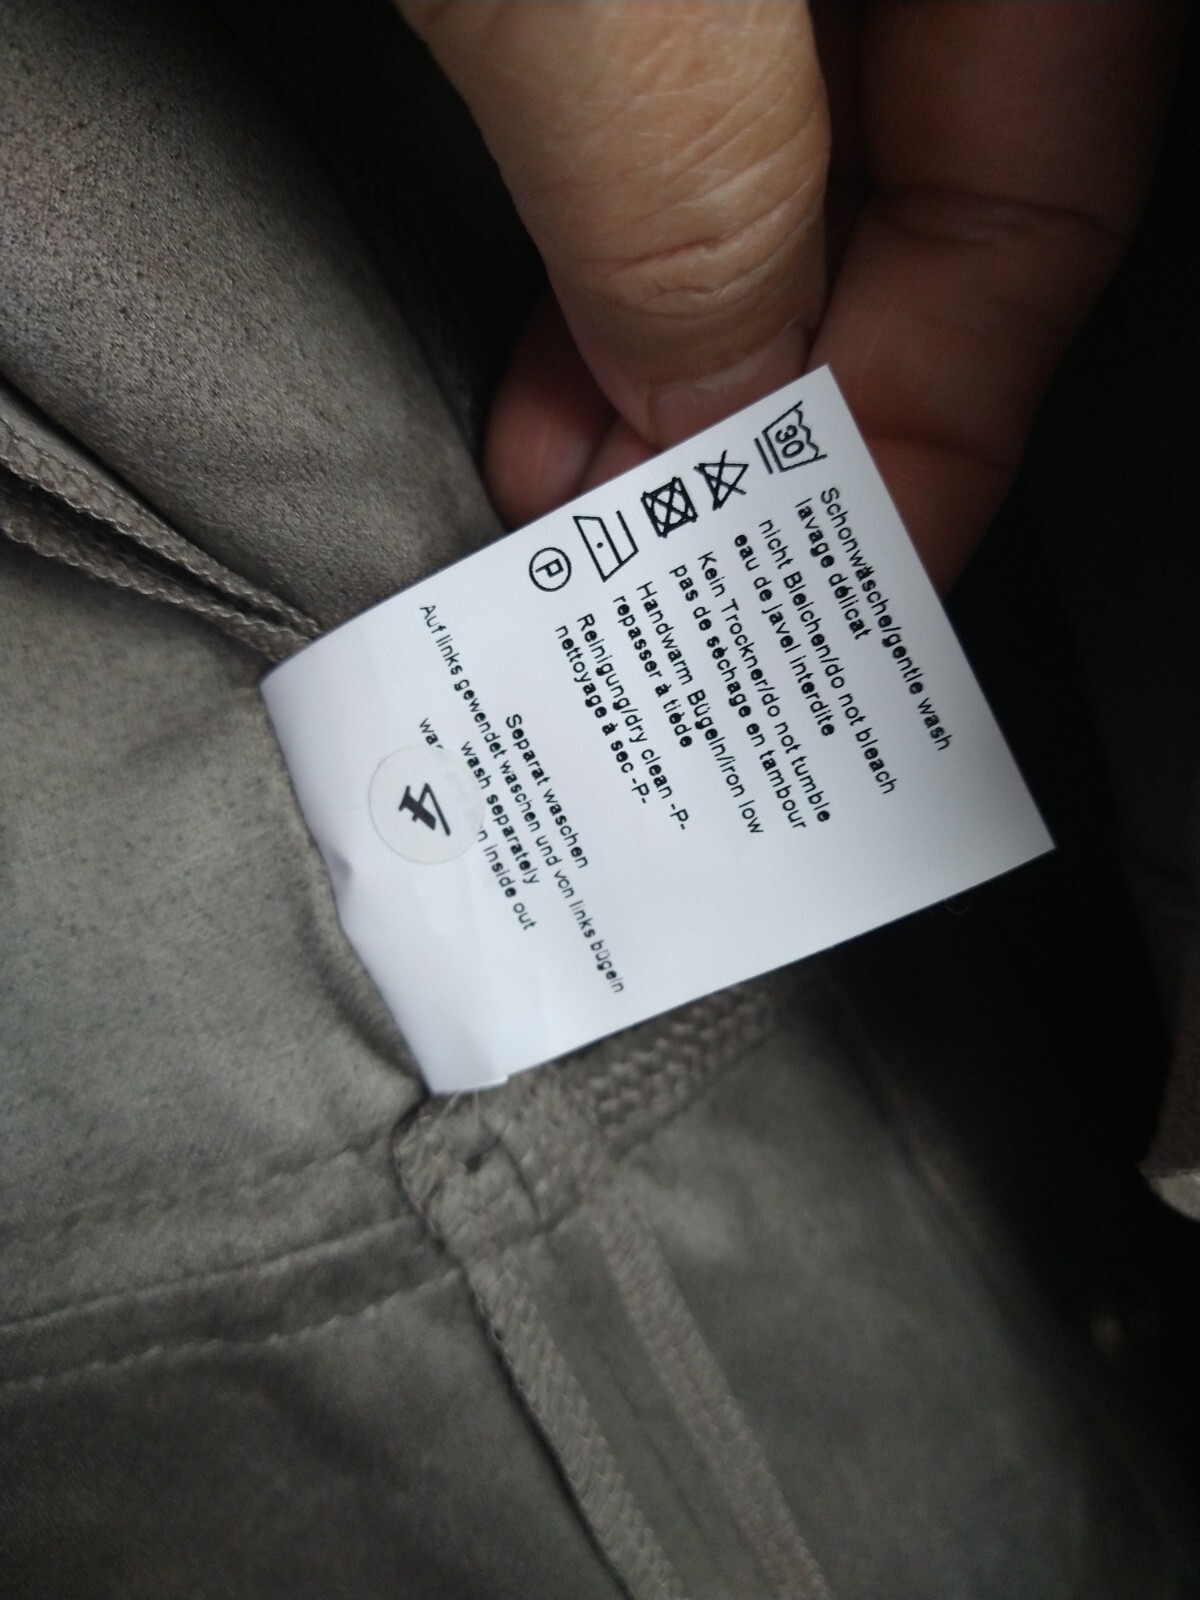 30
Schonwäsche/gentle wash
lavage délicat
nicht Bleichen/do not bleach
eau de javel interdite
Kein Trockner/do not tumble
pas de sèchage en tambour
Handwarm Bügeln/iron low
repasser à tiède
P
Reinigung/dry clean -P-
nettoyage à sec -P-
Separat waschen
Auf links gewendet waschen und von links bügeln
wash separately
inside out
4